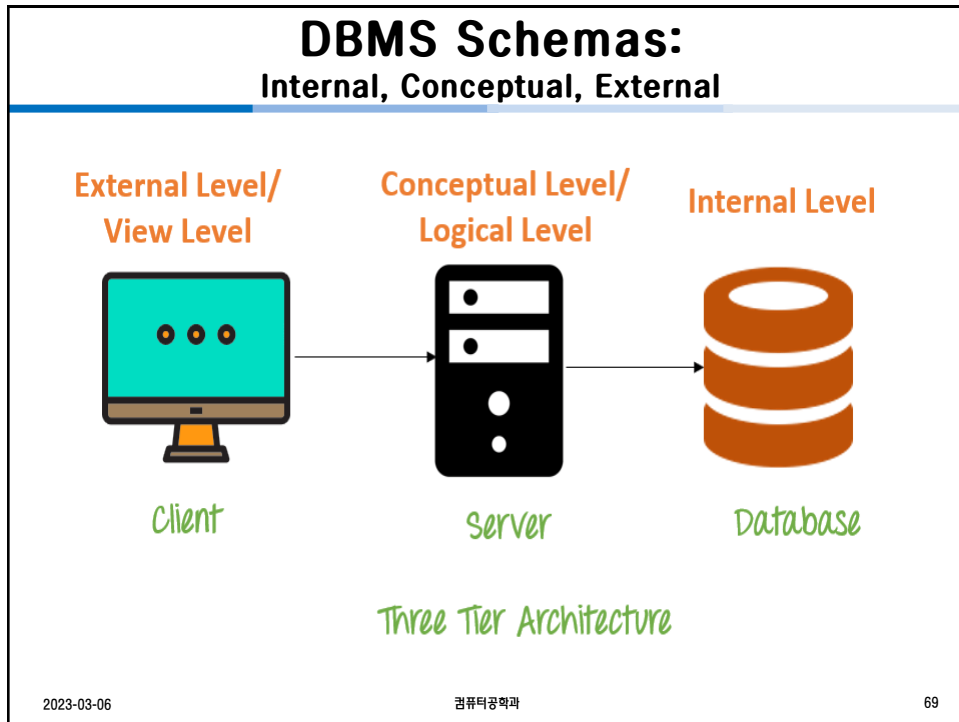 DBMS Schemas:
Internal, Conceptual, External
External Level/
View Level
Conceptual Level/
Logical Level
Internal Level
Client
Server
Database
Three Tier Architecture
2023-03-06
컴퓨터공학과
69